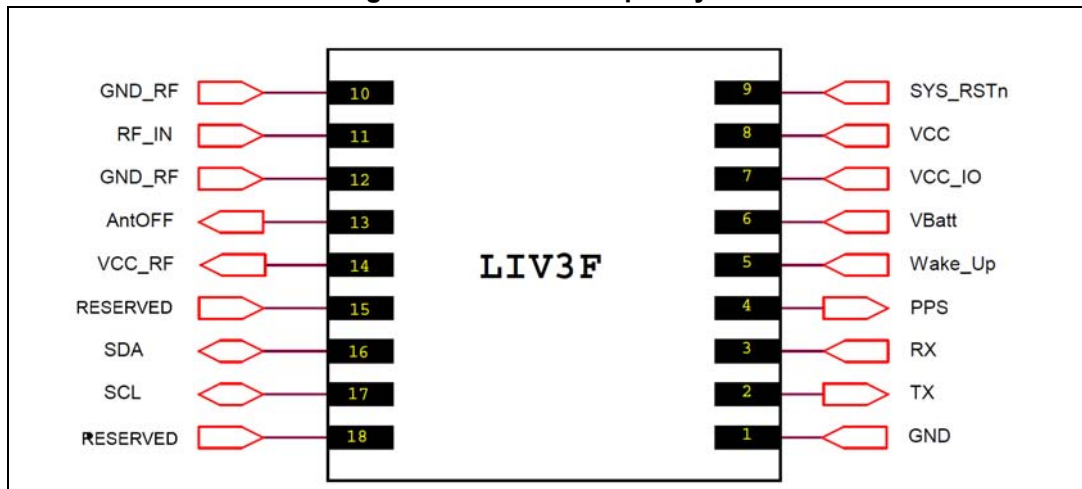 GND_RF 10 9 SYS_RSTn
RF_IN 11 8 VCC
GND_RF 12 7 VCC_IO
AntOFF 13 6 VBatt
VCC_RF 14 LIV3F 5 Wake_Up
RESERVED 15 4 PPS
SDA 16 3 RX
SCL 17 2 TX
RESERVED 18 1 GND